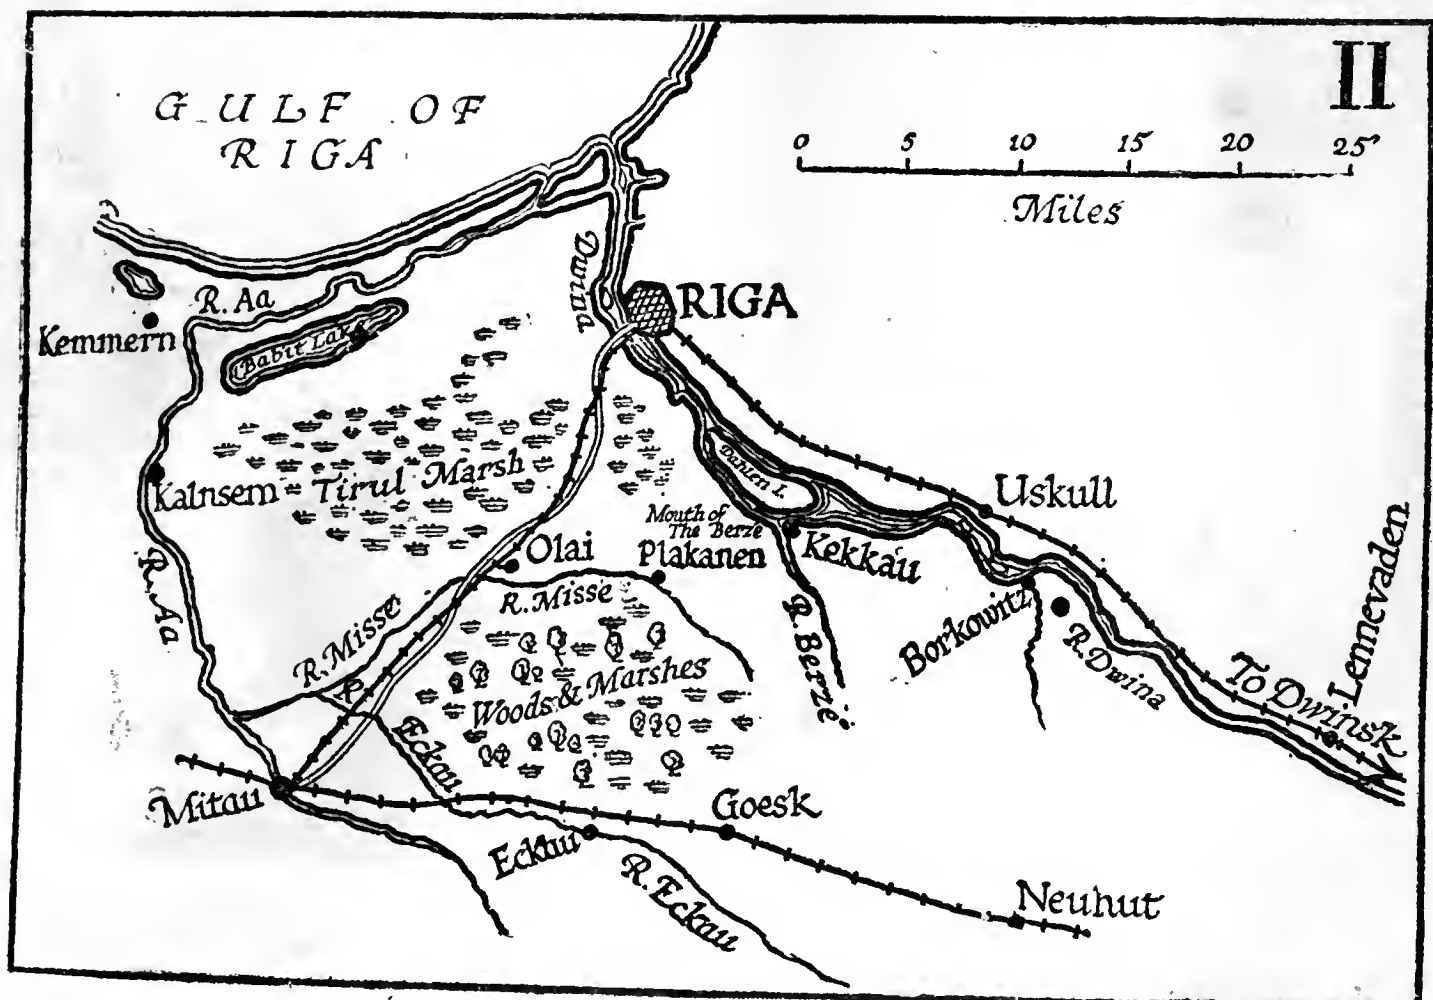 II
GULF OF
RIGA
0 5 10 15 20 25
Miles
Dwina
RIGA
R. Aa
Kemmern
Babit Lake
Tirul Marsh
Kalnsem
Dahlen I.
Uskull
Mouth of
The Berze
Plakanen
Kekkau
Olai
R. Misse
R. Aa
R. Misse
R. Berze
Borkowitz
R. Dwina
To Dwinsk
Lennevaden
Woods & Marshes
R. Eckau
Mitau
Goesk
Eckau
R. Eckau
Neuhut